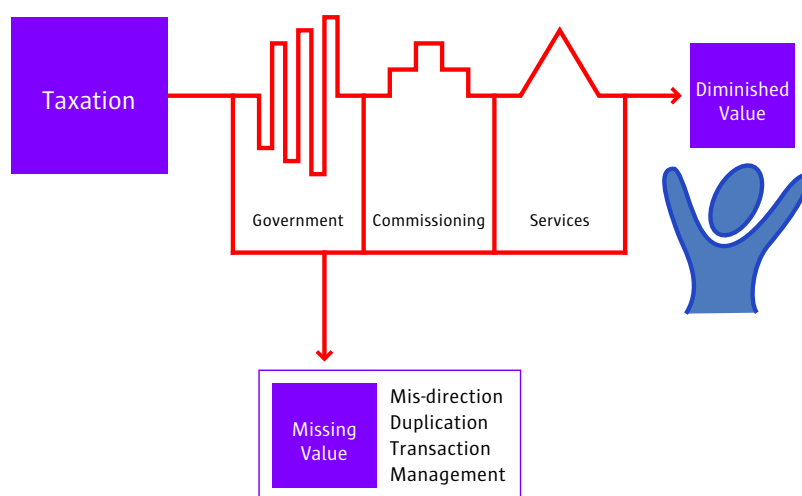 Taxation
Diminished
Value
Government
Commissioning
Services
Missing
Value
Mis-direction
Duplication
Transaction
Management